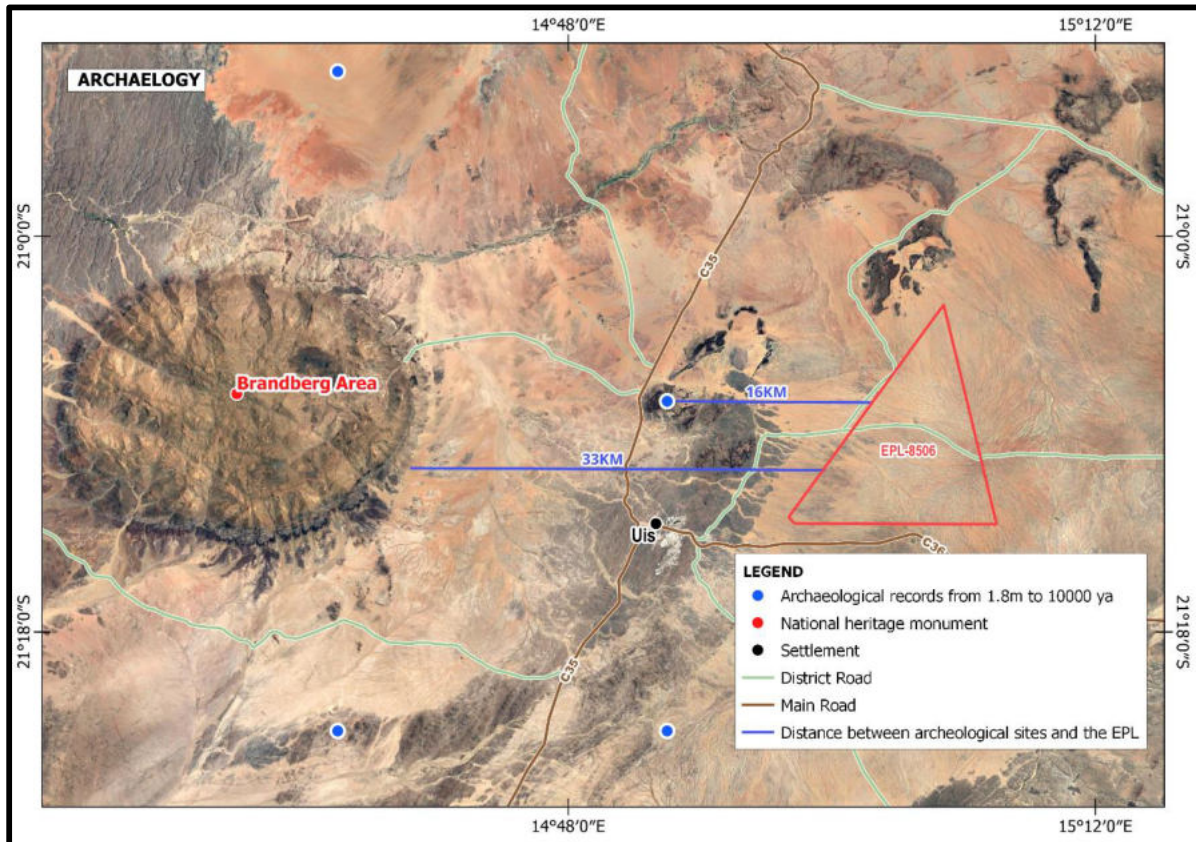 14°48′0″E
15°12′0″E
ARCHAELOGY
21°0′0″S
21°0′0″S
C35
Brandberg Area
16KM
EPL-8506
33KM
Uis
C36
LEGEND
Archaeological records from 1.8m to 10000 ya
National heritage monument
Settlement
District Road
Main Road
Distance between archeological sites and the EPL
21°18′0″S
21°18′0″S
C35
14°48′0″E
15°12′0″E